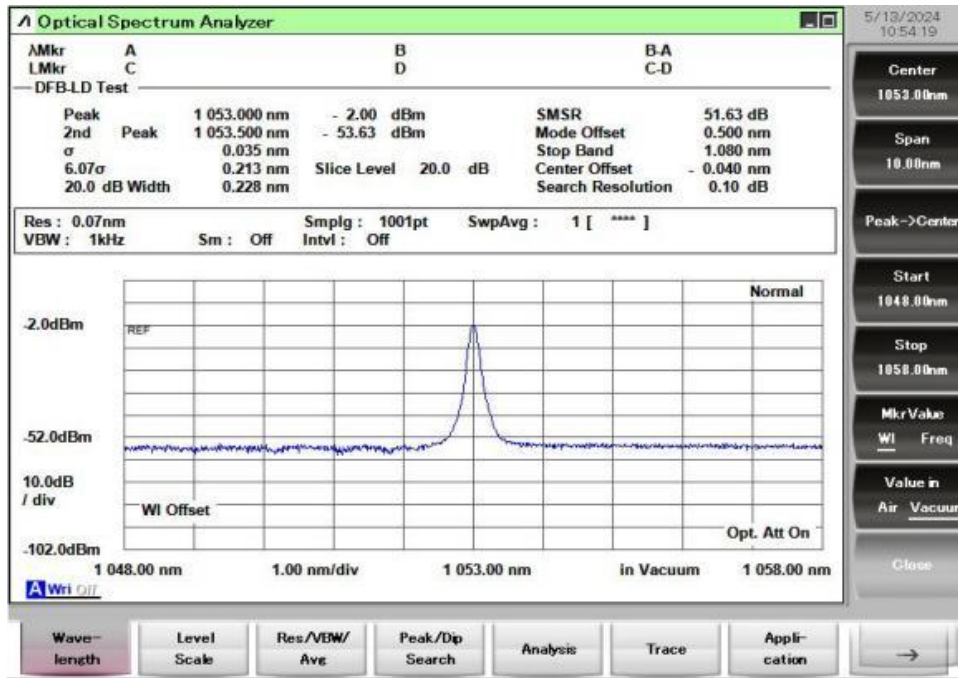 Optical Spectrum Analyzer
5/13/2024
10:54:19
λMkr A B B-A
LMkr C D C-D
DFB-LD Test
Peak 1 053.000 nm - 2.00 dBm SMSR 51.63 dB
2nd Peak 1 053.500 nm - 53.63 dBm Mode Offset 0.500 nm
σ 0.035 nm Stop Band 1.080 nm
6.07σ 0.213 nm Slice Level 20.0 dB Center Offset - 0.040 nm
20.0 dB Width 0.228 nm Search Resolution 0.10 dB
Res : 0.07nm Smplg : 1001pt SwpAvg : 1 [ **** ]
VBW : 1kHz Sm : Off Intvl : Off
Normal
-2.0dBm
REF
-52.0dBm
10.0dB
/ div
Wl Offset
Opt. Att On
-102.0dBm
1 048.00 nm 1.00 nm/div 1 053.00 nm in Vacuum 1 058.00 nm
A Wri Off
Center
1053.00nm
Span
10.00nm
Peak->Center
Start
1048.00nm
Stop
1058.00nm
Mkr Value
Wl Freq
Value in
Air Vacuum
Close
Wave-
length
Level
Scale
Res/VBW/
Avg
Peak/Dip
Search
Analysis
Trace
Appli-
cation
→